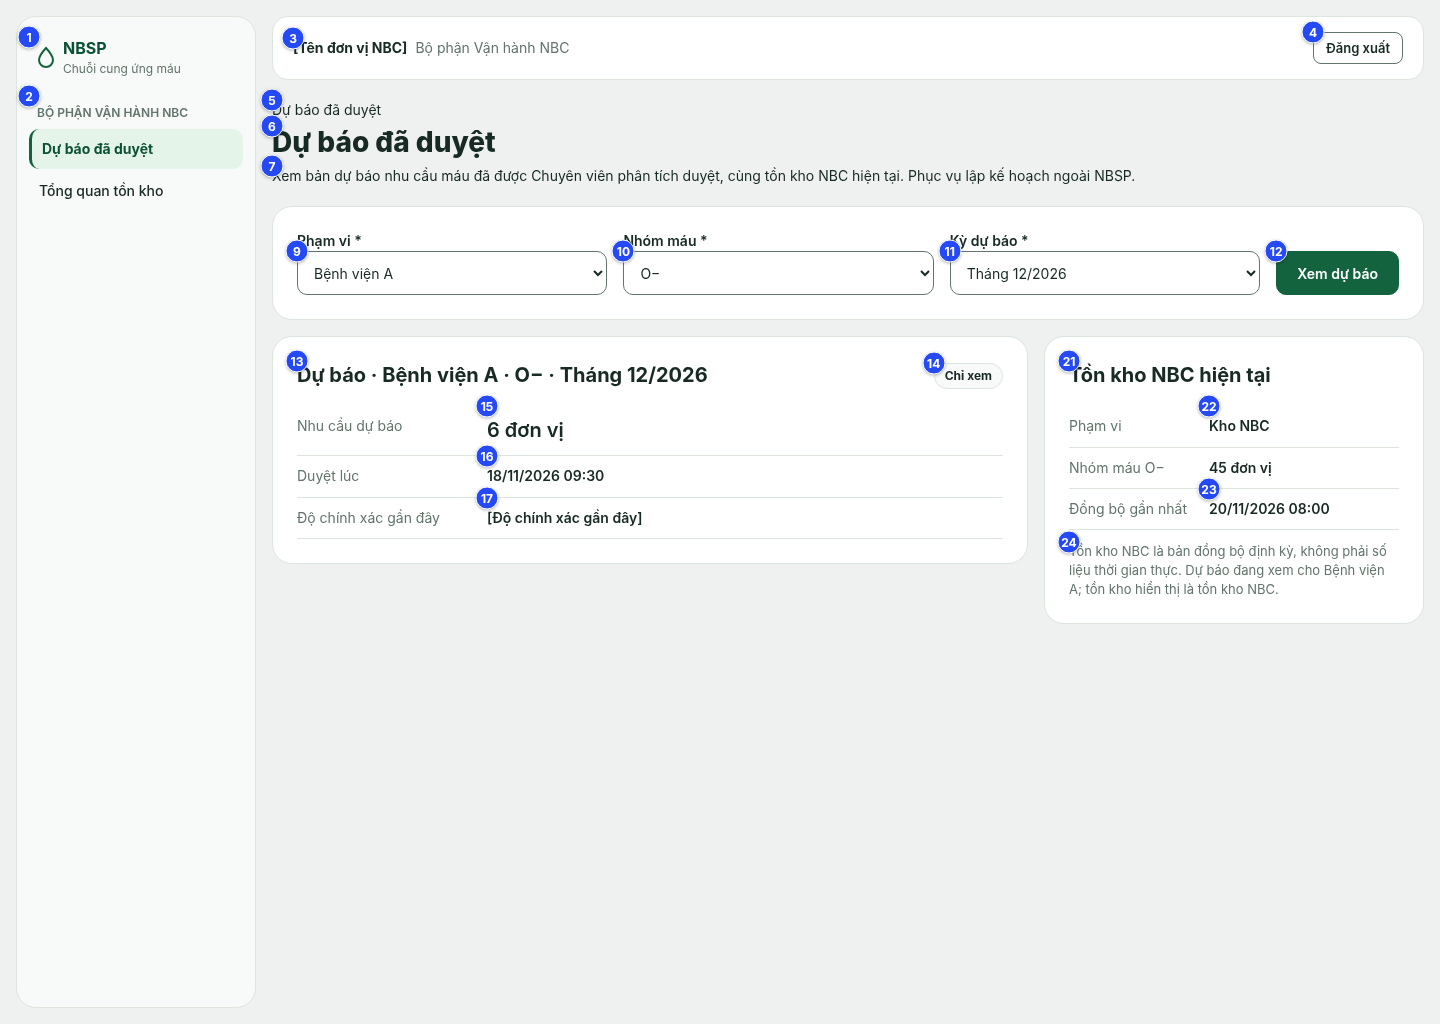 1
NBSP
Chuỗi cung ứng máu
2
BỘ PHẬN VẬN HÀNH NBC
Dự báo đã duyệt
Tổng quan tồn kho
3
[Tên đơn vị NBC] Bộ phận Vận hành NBC
4
Đăng xuất
5
Dự báo đã duyệt
6
Dự báo đã duyệt
7
Xem bản dự báo nhu cầu máu đã được Chuyên viên phân tích duyệt, cùng tồn kho NBC hiện tại. Phục vụ lập kế hoạch ngoài NBSP.
Phạm vi *
9
Bệnh viện A
Nhóm máu *
10
O−
Kỳ dự báo *
11
Tháng 12/2026
12
Xem dự báo
13
Dự báo · Bệnh viện A · O− · Tháng 12/2026
14
Chỉ xem
15
Nhu cầu dự báo 6 đơn vị
16
Duyệt lúc 18/11/2026 09:30
17
Độ chính xác gần đây [Độ chính xác gần đây]
21
Tồn kho NBC hiện tại
22
Phạm vi Kho NBC
Nhóm máu O− 45 đơn vị
23
Đồng bộ gần nhất 20/11/2026 08:00
24
Tồn kho NBC là bản đồng bộ định kỳ, không phải số
liệu thời gian thực. Dự báo đang xem cho Bệnh viện
A; tồn kho hiển thị là tồn kho NBC.